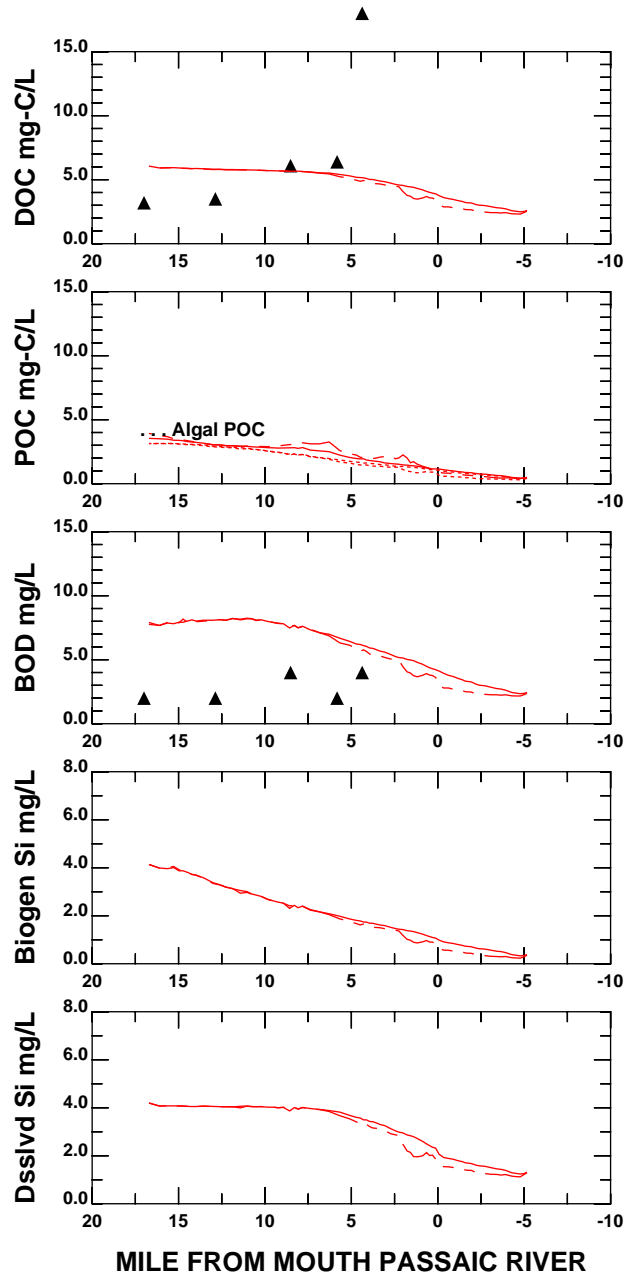 15.0
10.0
5.0
0.0
DOC mg-C/L
20 15 10 5 0 -5 -10
15.0
10.0
5.0
0.0
POC mg-C/L
Algal POC
20 15 10 5 0 -5 -10
15.0
10.0
5.0
0.0
BOD mg/L
20 15 10 5 0 -5 -10
8.0
6.0
4.0
2.0
0.0
Biogen Si mg/L
20 15 10 5 0 -5 -10
8.0
6.0
4.0
2.0
0.0
Dsslvd Si mg/L
20 15 10 5 0 -5 -10
MILE FROM MOUTH PASSAIC RIVER